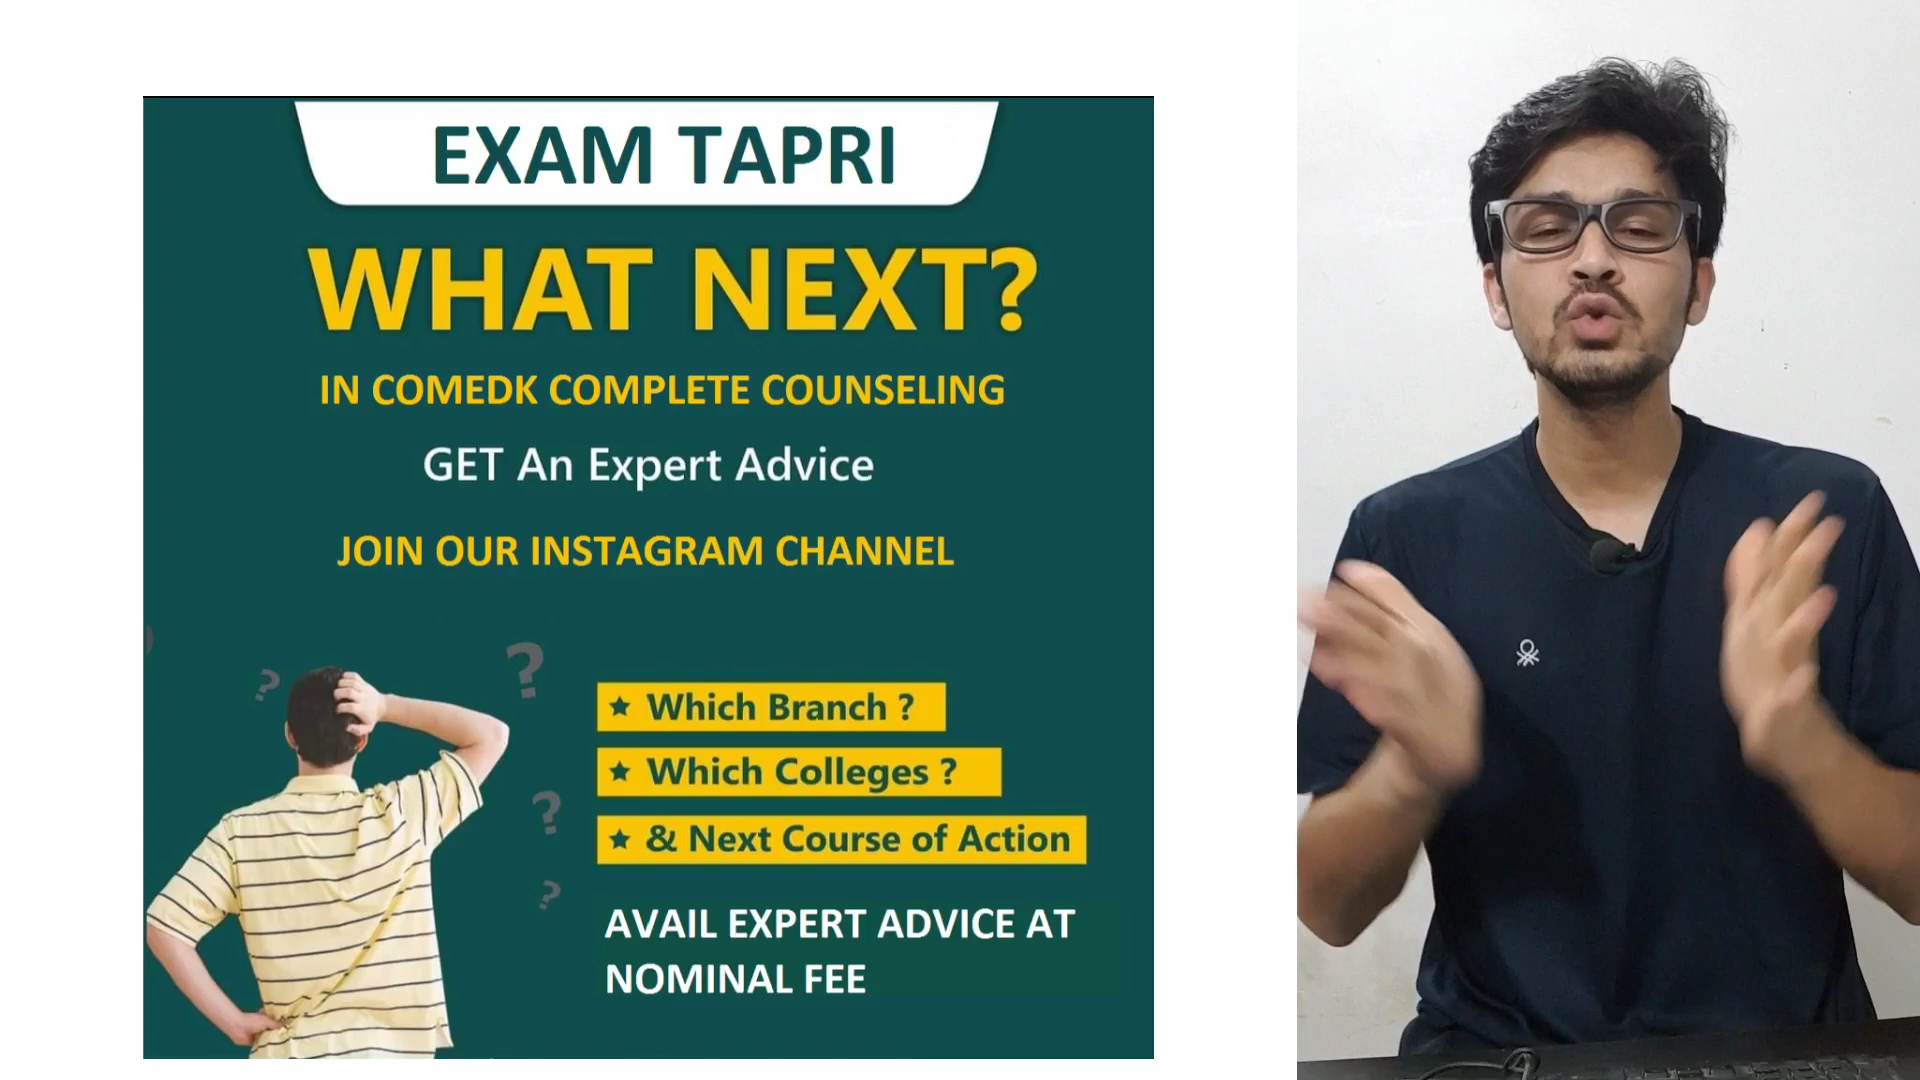 EXAM TAPRI
WHAT NEXT?
IN COMEDK COMPLETE COUNSELING
GET An Expert Advice
JOIN OUR INSTAGRAM CHANNEL
? ?
★ Which Branch ?
★ Which Colleges ?
?
★ & Next Course of Action
?
AVAIL EXPERT ADVICE AT
NOMINAL FEE